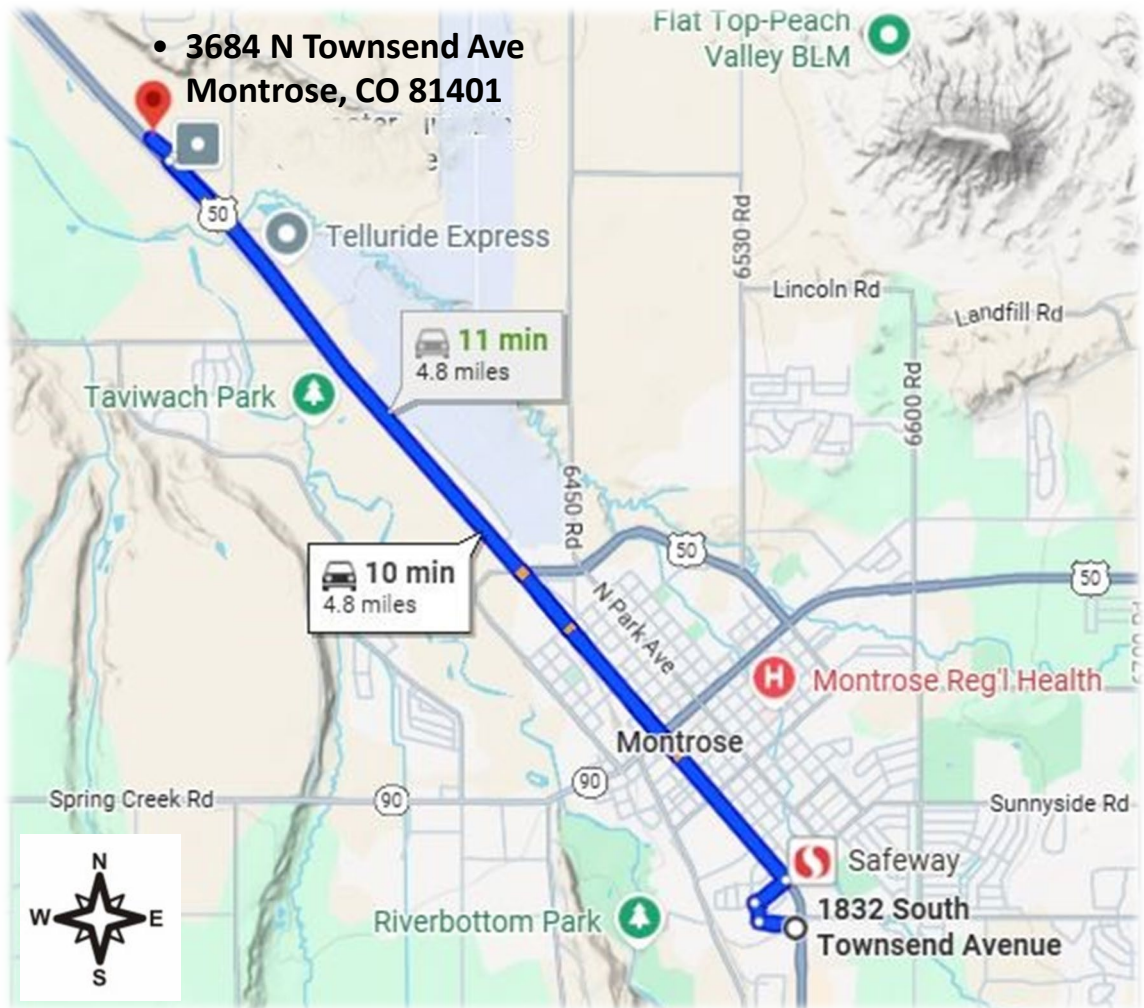 • 3684 N Townsend Ave
Montrose, CO 81401
Flat Top-Peach
Valley BLM
50
Telluride Express
6530 Rd
Lincoln Rd
Landfill Rd
11 min
4.8 miles
Taviwach Park
6600 Rd
6450 Rd
50
50
10 min
4.8 miles
N Park Ave
H
Montrose Reg'l Health
Montrose
90
Spring Creek Rd
90
Sunnyside Rd
Safeway
N
W E
S
Riverbottom Park
1832 South
Townsend Avenue